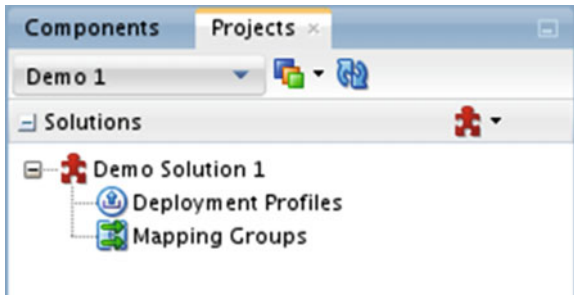 Components Projects
Demo 1
Solutions
Demo Solution 1
Deployment Profiles
Mapping Groups